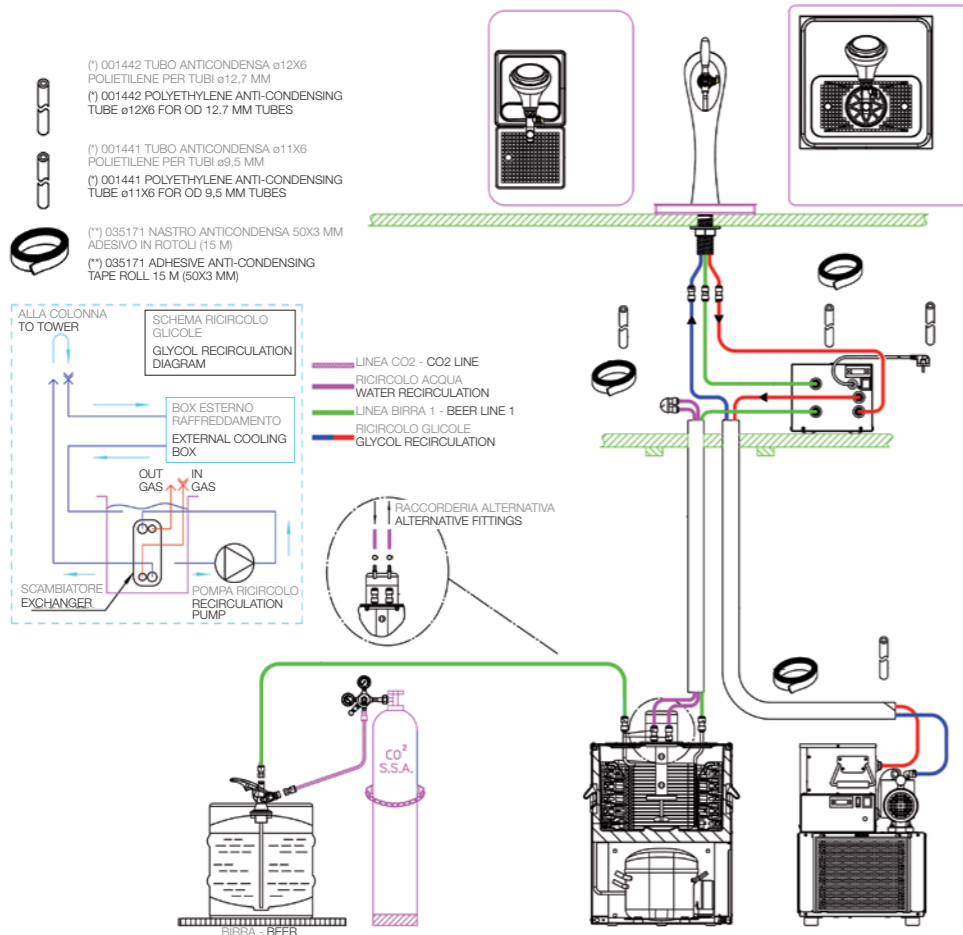 (*) 001442 TUBO ANTICONDENSA ø12X6
POLIETILENE PER TUBI ø12,7 MM
(*) 001442 POLYETHYLENE ANTI-CONDENSING
TUBE ø12X6 FOR OD 12.7 MM TUBES
(*) 001441 TUBO ANTICONDENSA ø11X6
POLIETILENE PER TUBI ø9,5 MM
(*) 001441 POLYETHYLENE ANTI-CONDENSING
TUBE ø11X6 FOR OD 9,5 MM TUBES
(**) 035171 NASTRO ANTICONDENSA 50X3 MM
ADESIVO IN ROTOLI (15 M)
(**) 035171 ADHESIVE ANTI-CONDENSING
TAPE ROLL 15 M (50X3 MM)
ALLA COLONNA
TO TOWER
SCHEMA RICIRCOLO
GLICOLE
GLYCOL RECIRCULATION
DIAGRAM
BOX ESTERNO
RAFFREDDAMENTO
EXTERNAL COOLING
BOX
OUT
GAS
IN
GAS
SCAMBIATORE
EXCHANGER
POMPA RICIRCOLO
RECIRCULATION
PUMP
LINEA CO2 - CO2 LINE
RICIRCOLO ACQUA
WATER RECIRCULATION
LINEA BIRRA 1 - BEER LINE 1
RICIRCOLO GLICOLE
GLYCOL RECIRCULATION
RACCORDERIA ALTERNATIVA
ALTERNATIVE FITTINGS
CO²
S.S.A.
BIRRA - BEER